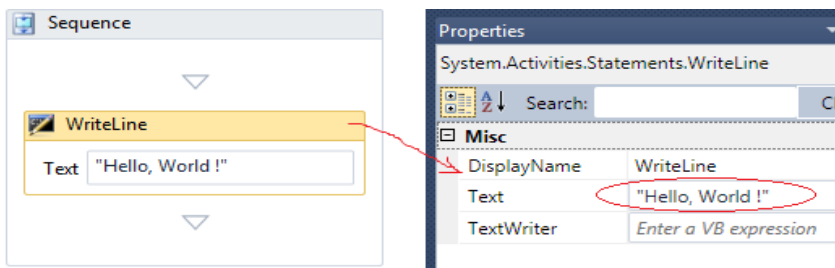 Sequence
WriteLine
Text "Hello, World !"
Properties
System.Activities.Statements.WriteLine
Search:
Misc
DisplayName WriteLine
Text "Hello, World !"
TextWriter Enter a VB expression